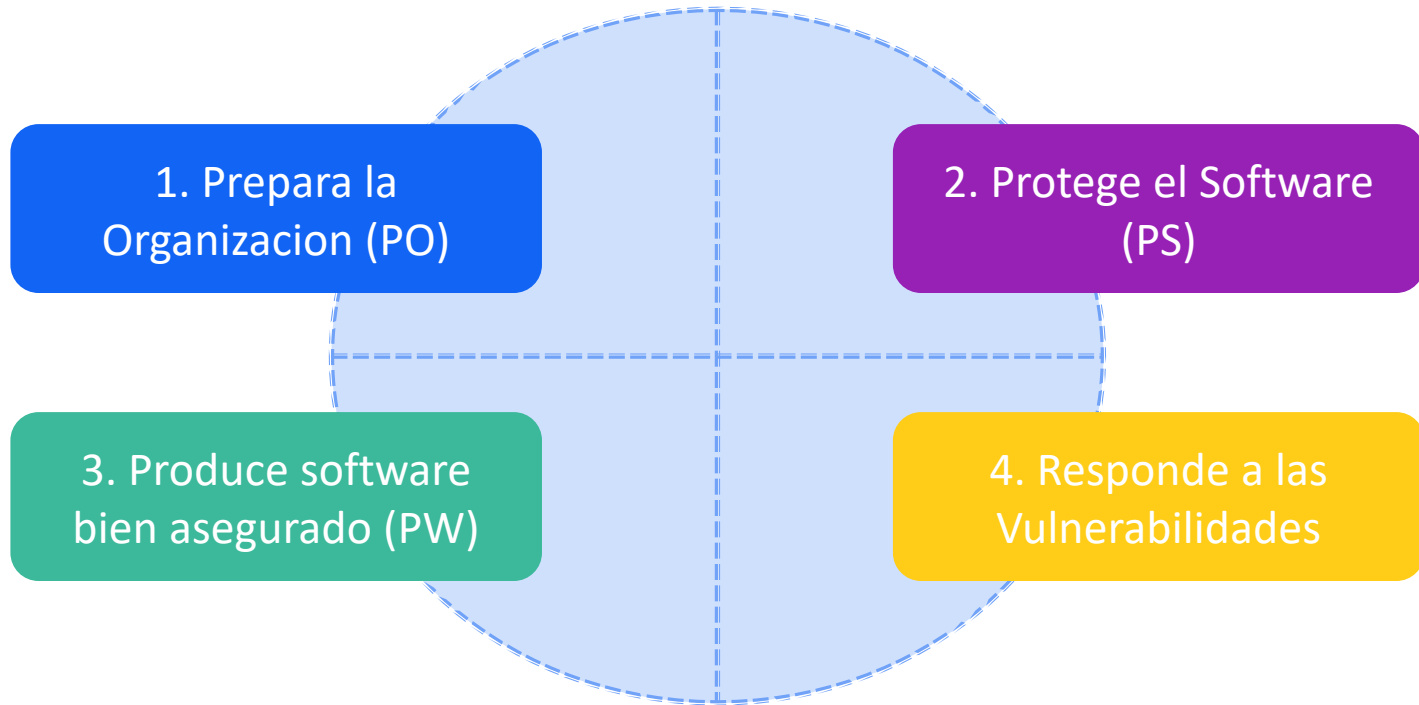 1. Prepara la
Organizacion (PO)
2. Protege el Software
(PS)
3. Produce software
bien asegurado (PW)
4. Responde a las
Vulnerabilidades